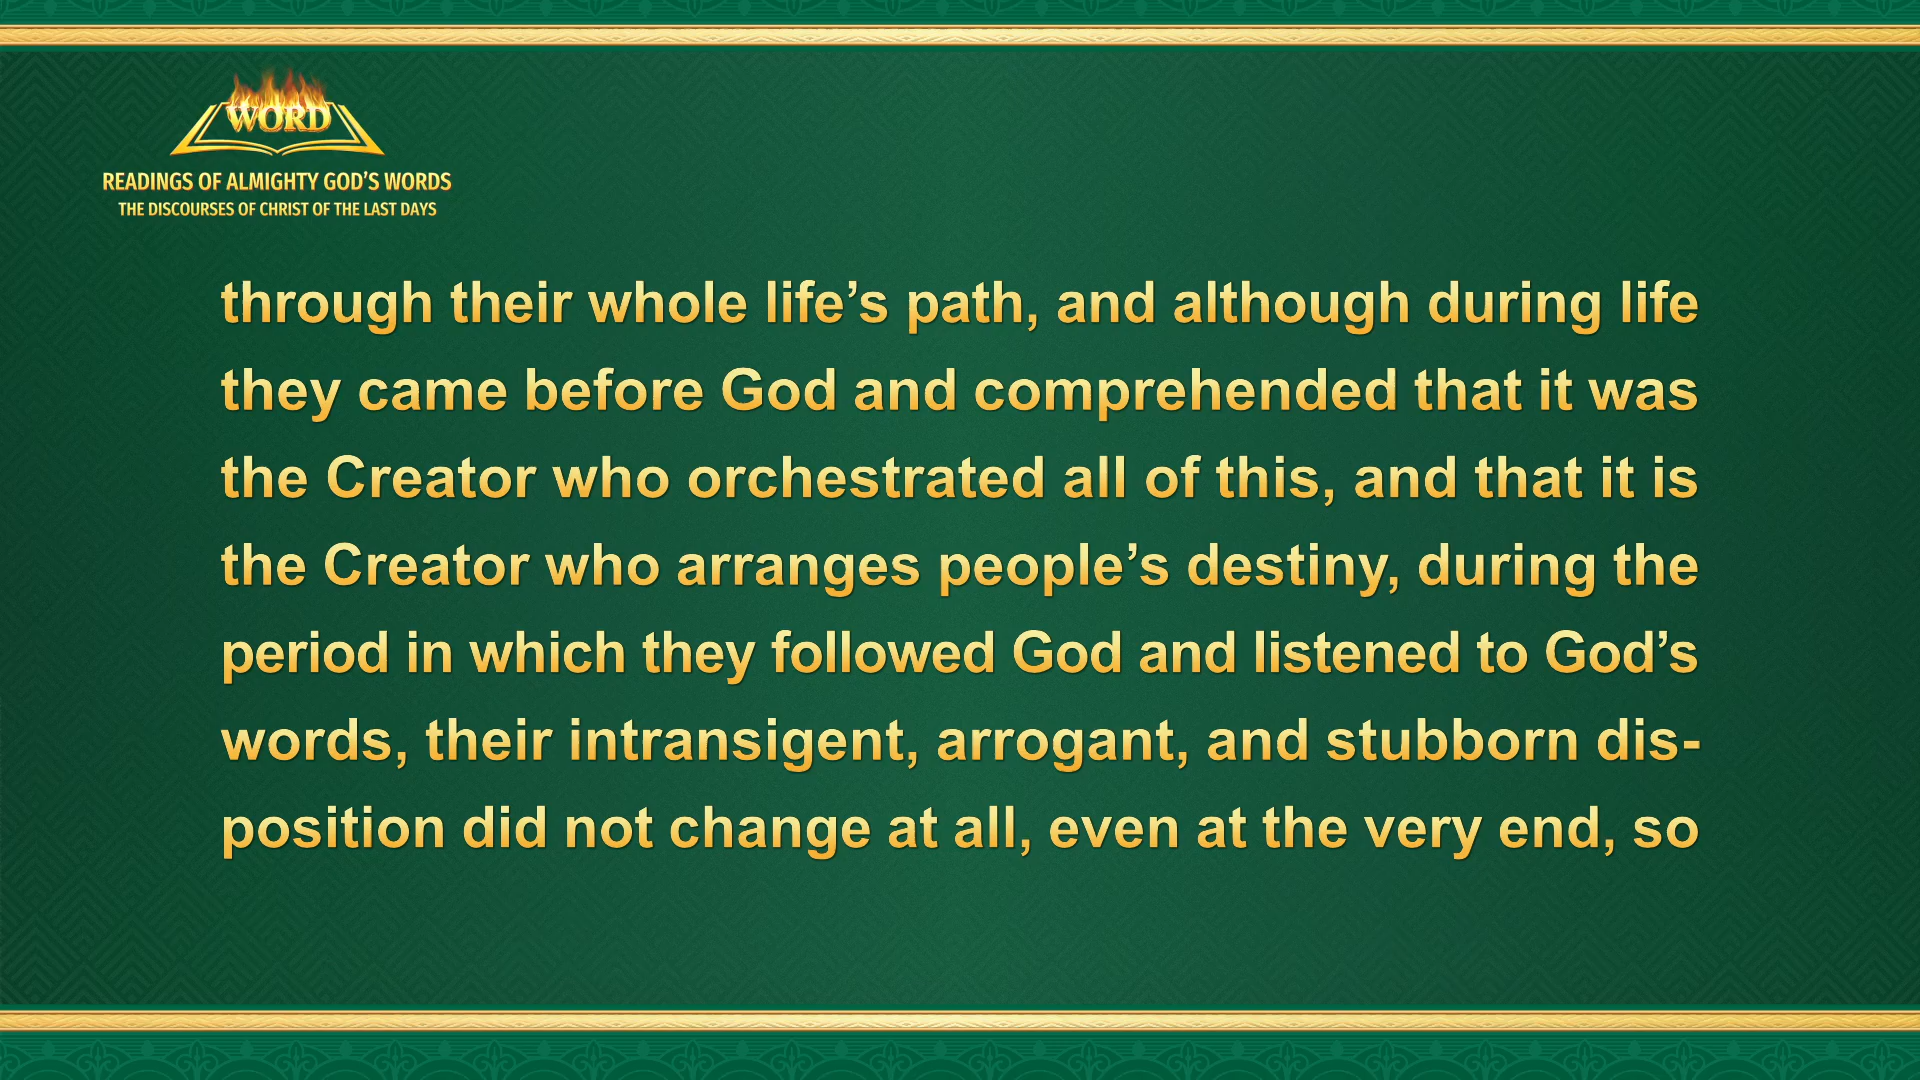 WORD
READINGS OF ALMIGHTY GOD’S WORDS
THE DISCOURSES OF CHRIST OF THE LAST DAYS
through their whole life’s path, and although during life
they came before God and comprehended that it was
the Creator who orchestrated all of this, and that it is
the Creator who arranges people’s destiny, during the
period in which they followed God and listened to God’s
words, their intransigent, arrogant, and stubborn dis-
position did not change at all, even at the very end, so